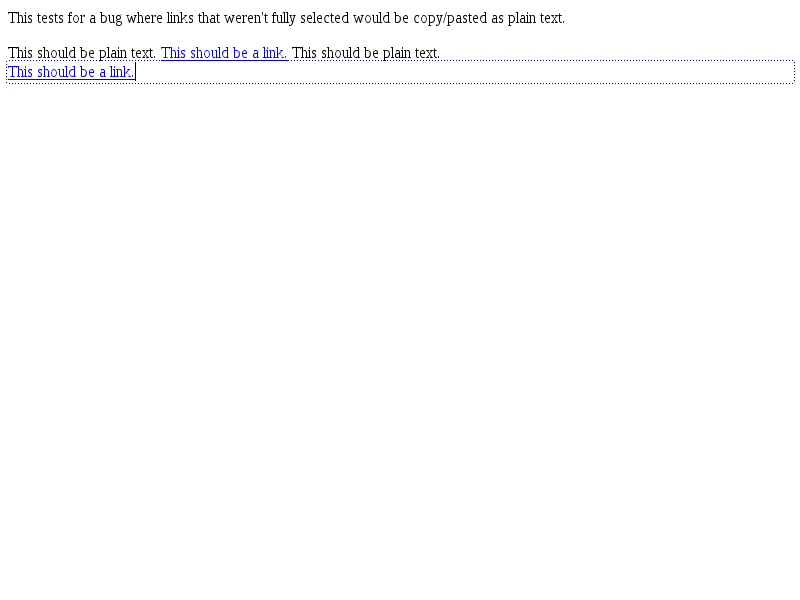 This tests for a bug where links that weren't fully selected would be copy/pasted as plain text.
This should be plain text. This should be a link. This should be plain text.
This should be a link.